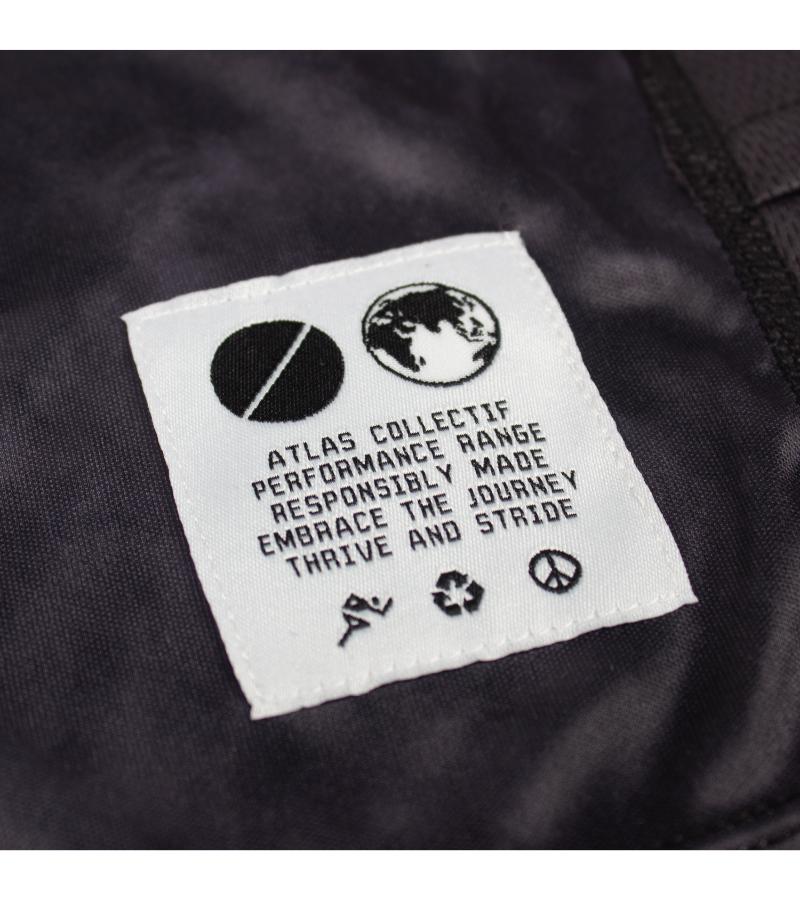 ATLAS COLLECTIF
PERFORMANCE RANGE
RESPONSIBLY MADE
EMBRACE THE JOURNEY
THRIVE AND STRIDE